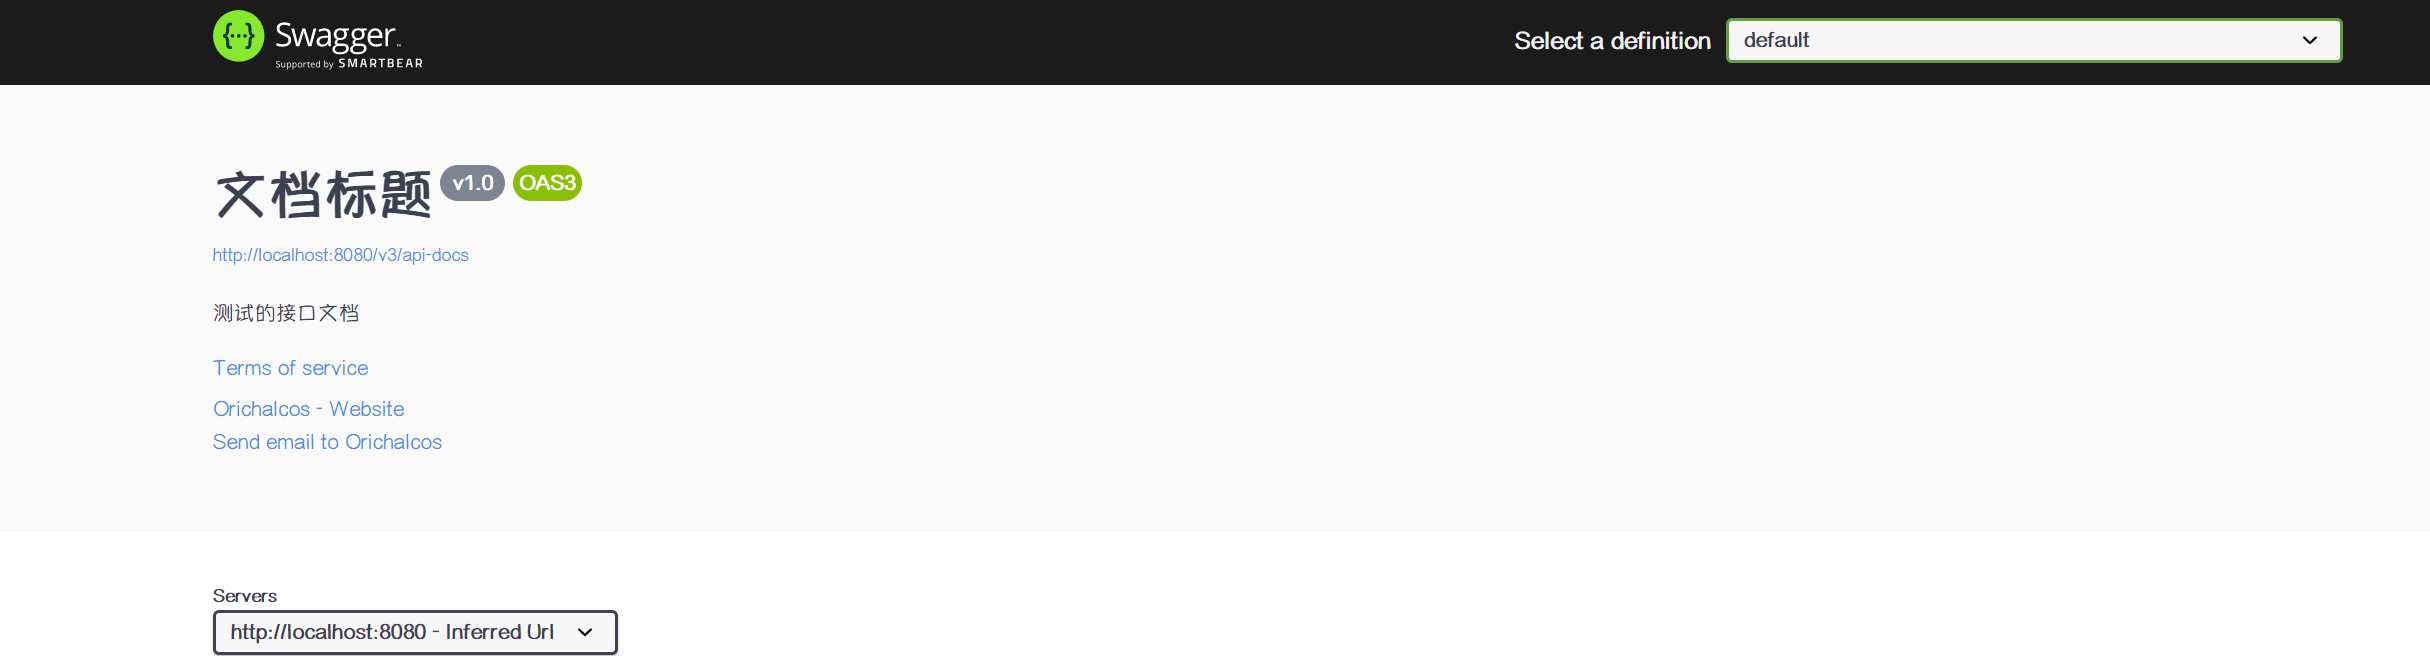 Swagger™
Supported by SMARTBEAR
Select a definition
default
文档标题 v1.0 OAS3
http://localhost:8080/v3/api-docs
测试的接口文档
Terms of service
Orichalcos - Website
Send email to Orichalcos
Servers
http://localhost:8080 - Inferred Url